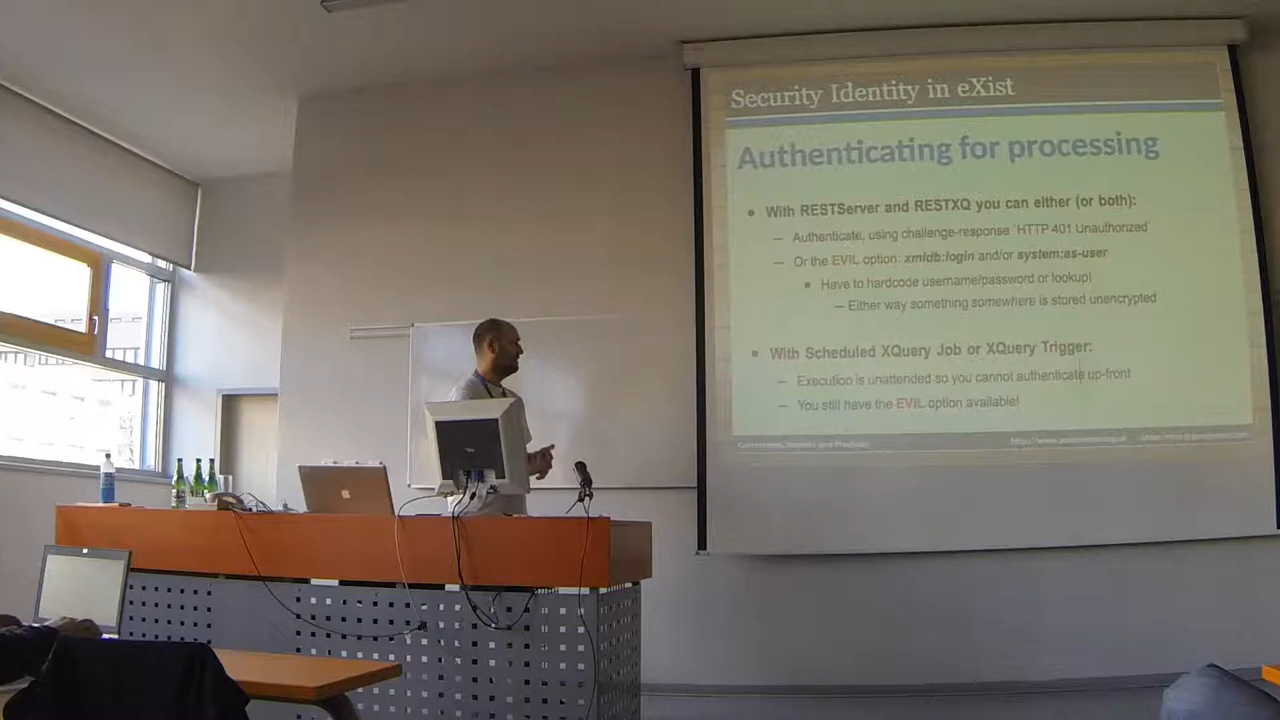 Security Identity in eXist
Authenticating for processing
• With RESTServer and RESTXQ you can either (or both):
– Authenticate, using challenge-response `HTTP 401 Unauthorized`
– Or the EVIL option: xmldb:login and/or system:as-user
• Have to hardcode username/password or lookup!
– Either way something somewhere is stored unencrypted
• With Scheduled XQuery Job or XQuery Trigger:
– Execution is unattended so you cannot authenticate up-front
– You still have the EVIL option available!